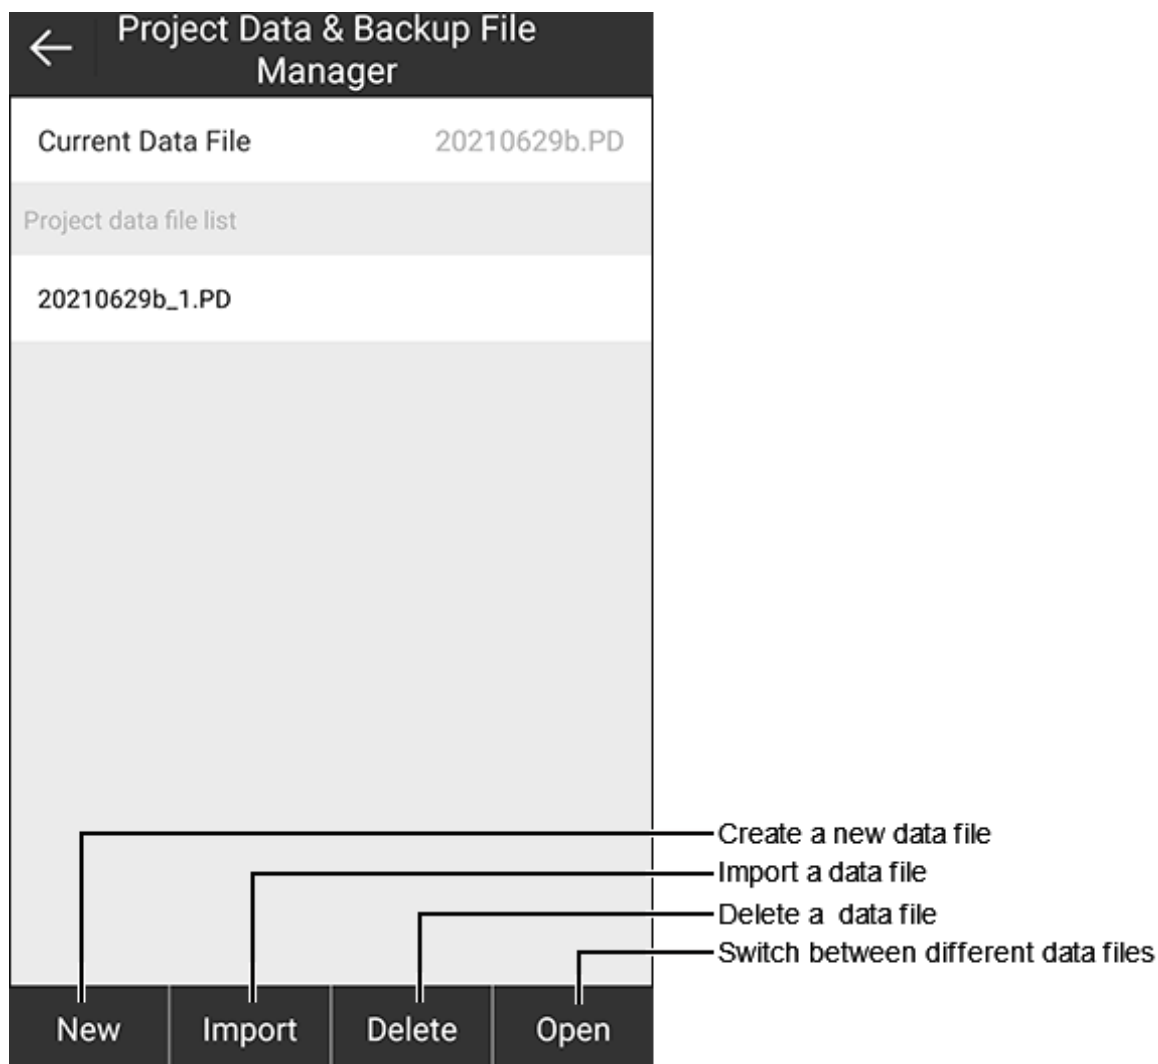 Project Data & Backup File
Manager
Current Data File 20210629b.PD
Project data file list
20210629b_1.PD
Create a new data file
Import a data file
Delete a data file
Switch between different data files
New Import Delete Open